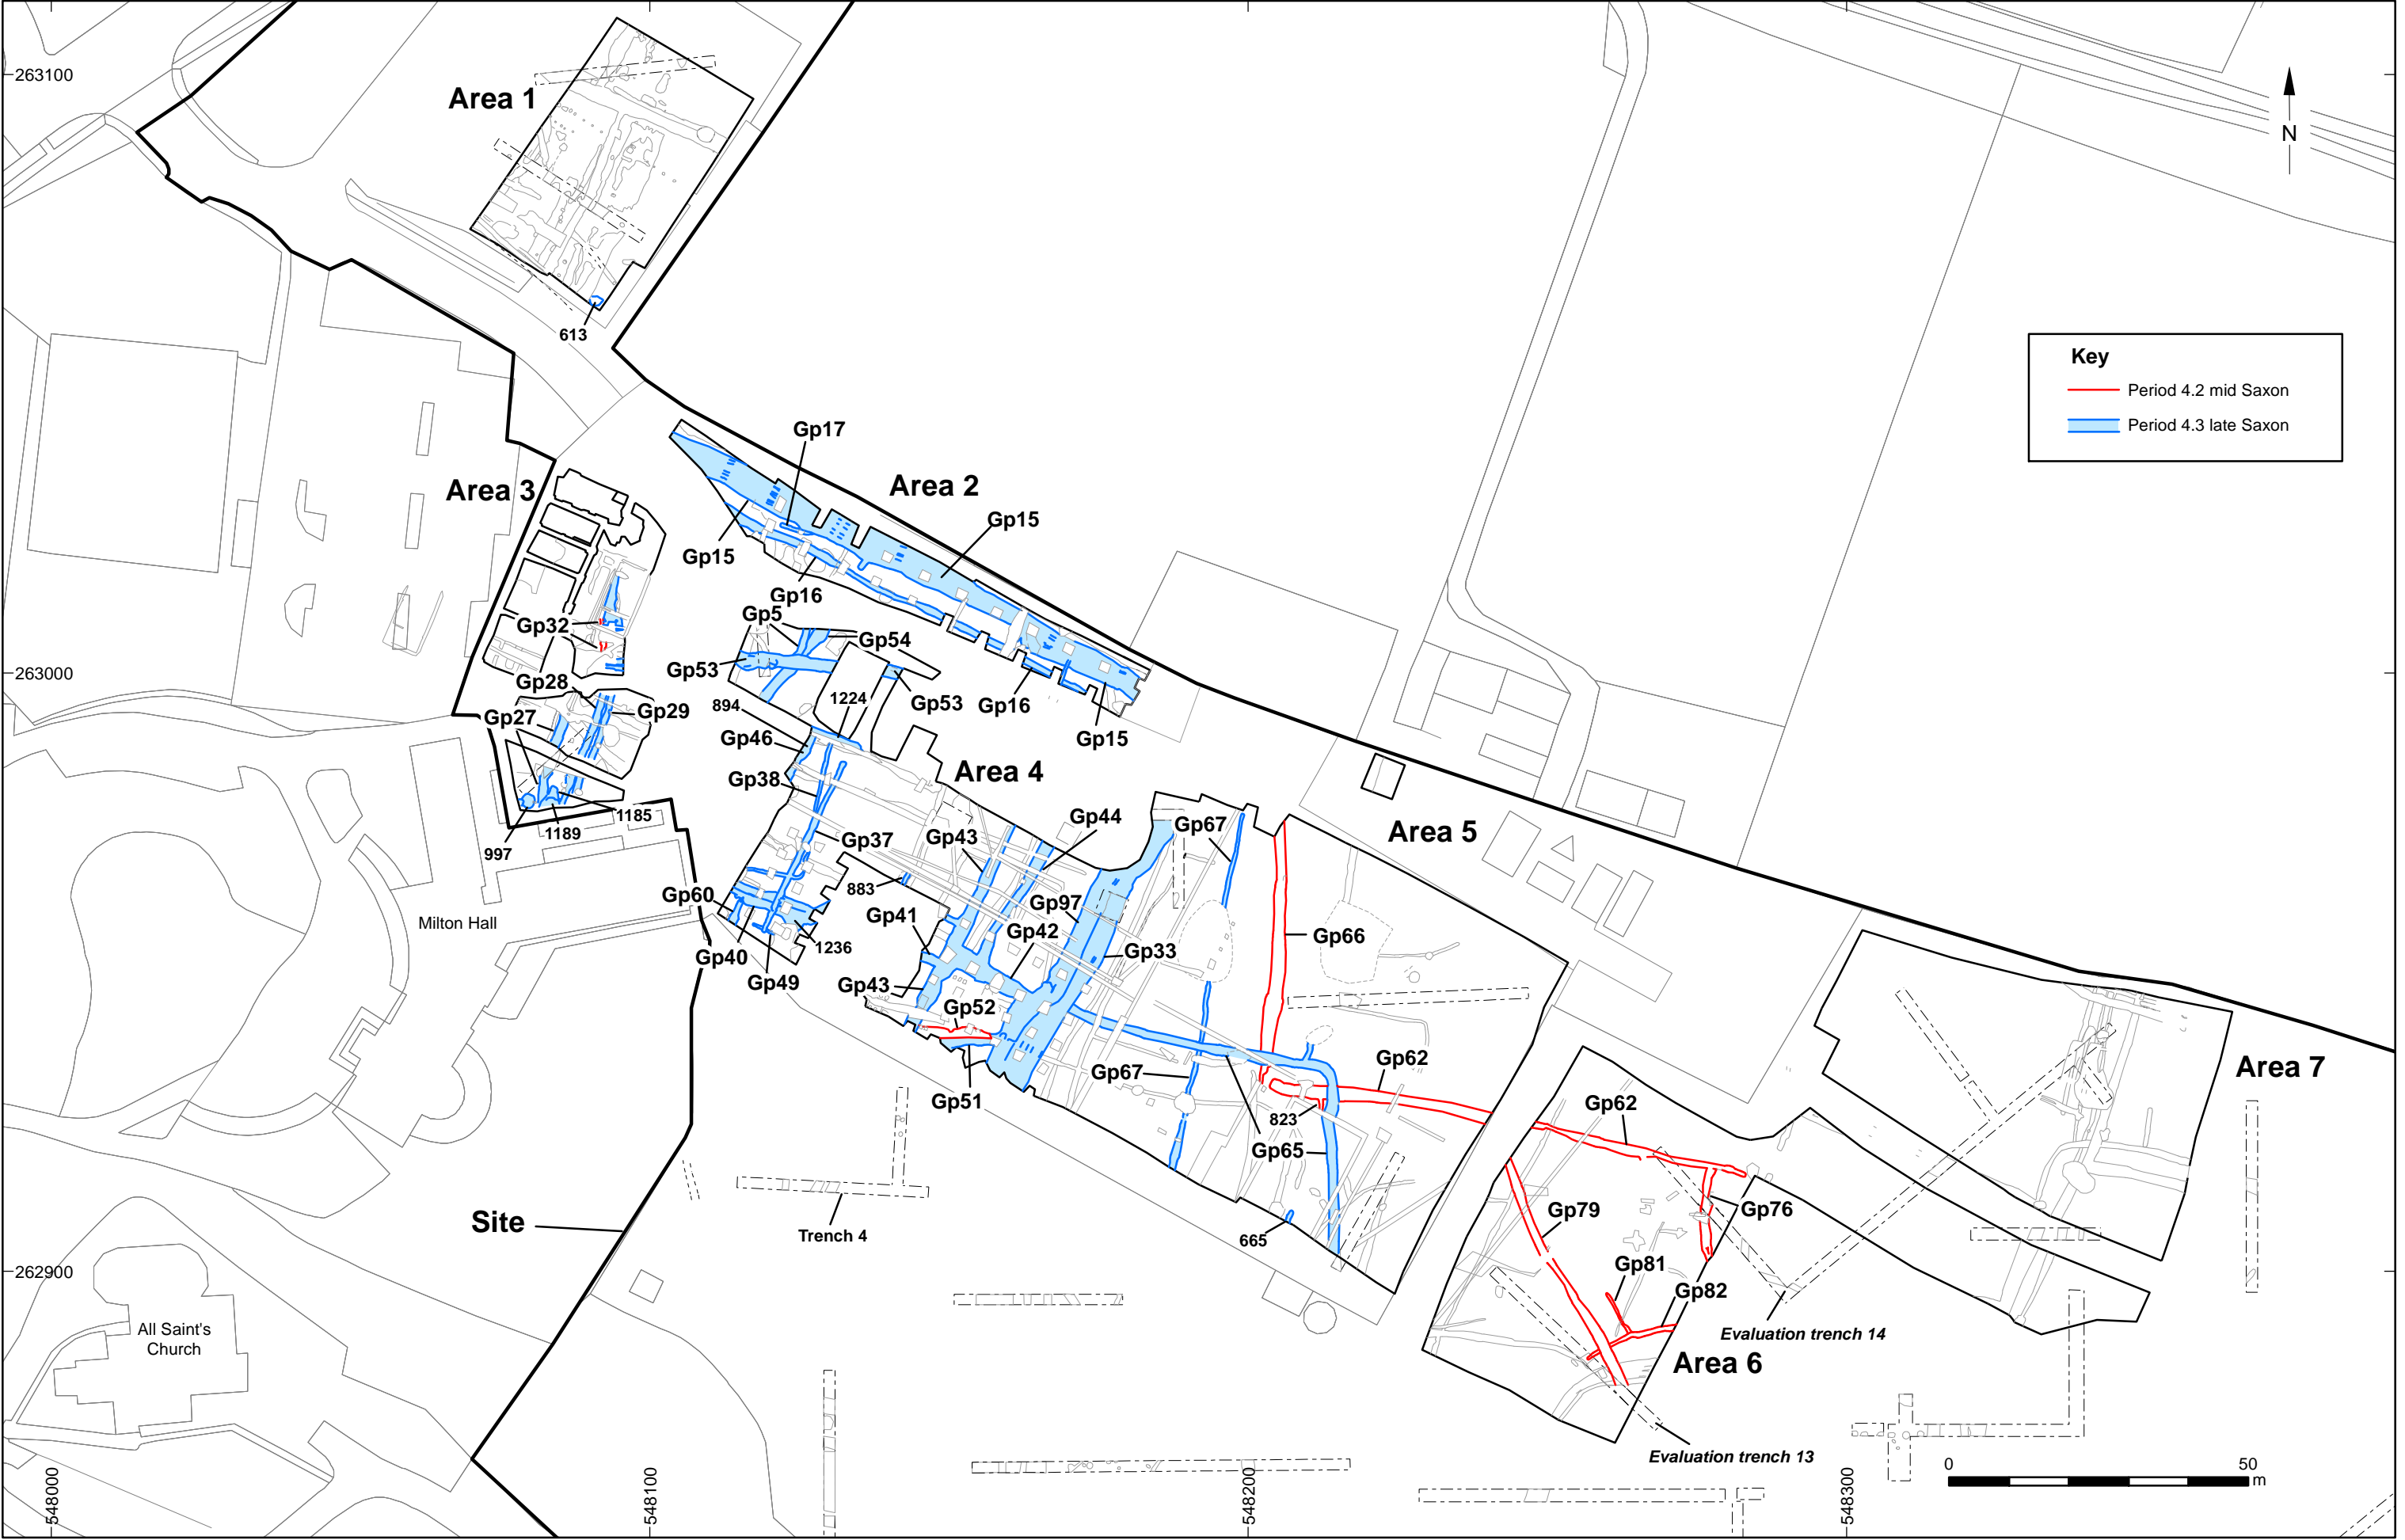 263100
Area 1
N
613
Key
Period 4.2 mid Saxon
Period 4.3 late Saxon
Gp17
Area 2
Area 3
Gp15
Gp15
Gp16
Gp5
Gp32
Gp54
Gp53
263000
Gp28
894
1224
Gp53
Gp16
Gp27
Gp29
Gp46
Gp15
Area 4
Gp38
1185
1189
997
Gp44
Gp67
Area 5
Gp37
Gp43
883
Gp60
Gp97
Gp41
Milton Hall
Gp42
Gp66
1236
Gp33
Gp40
Gp49
Gp43
Gp52
Gp62
Area 7
Gp67
Gp51
Gp62
823
Gp65
Site
Gp79
Gp76
Trench 4
665
262900
Gp81
Gp82
All Saint's
Church
Evaluation trench 14
Area 6
Evaluation trench 13
0
50
m
548000
548100
548200
548300